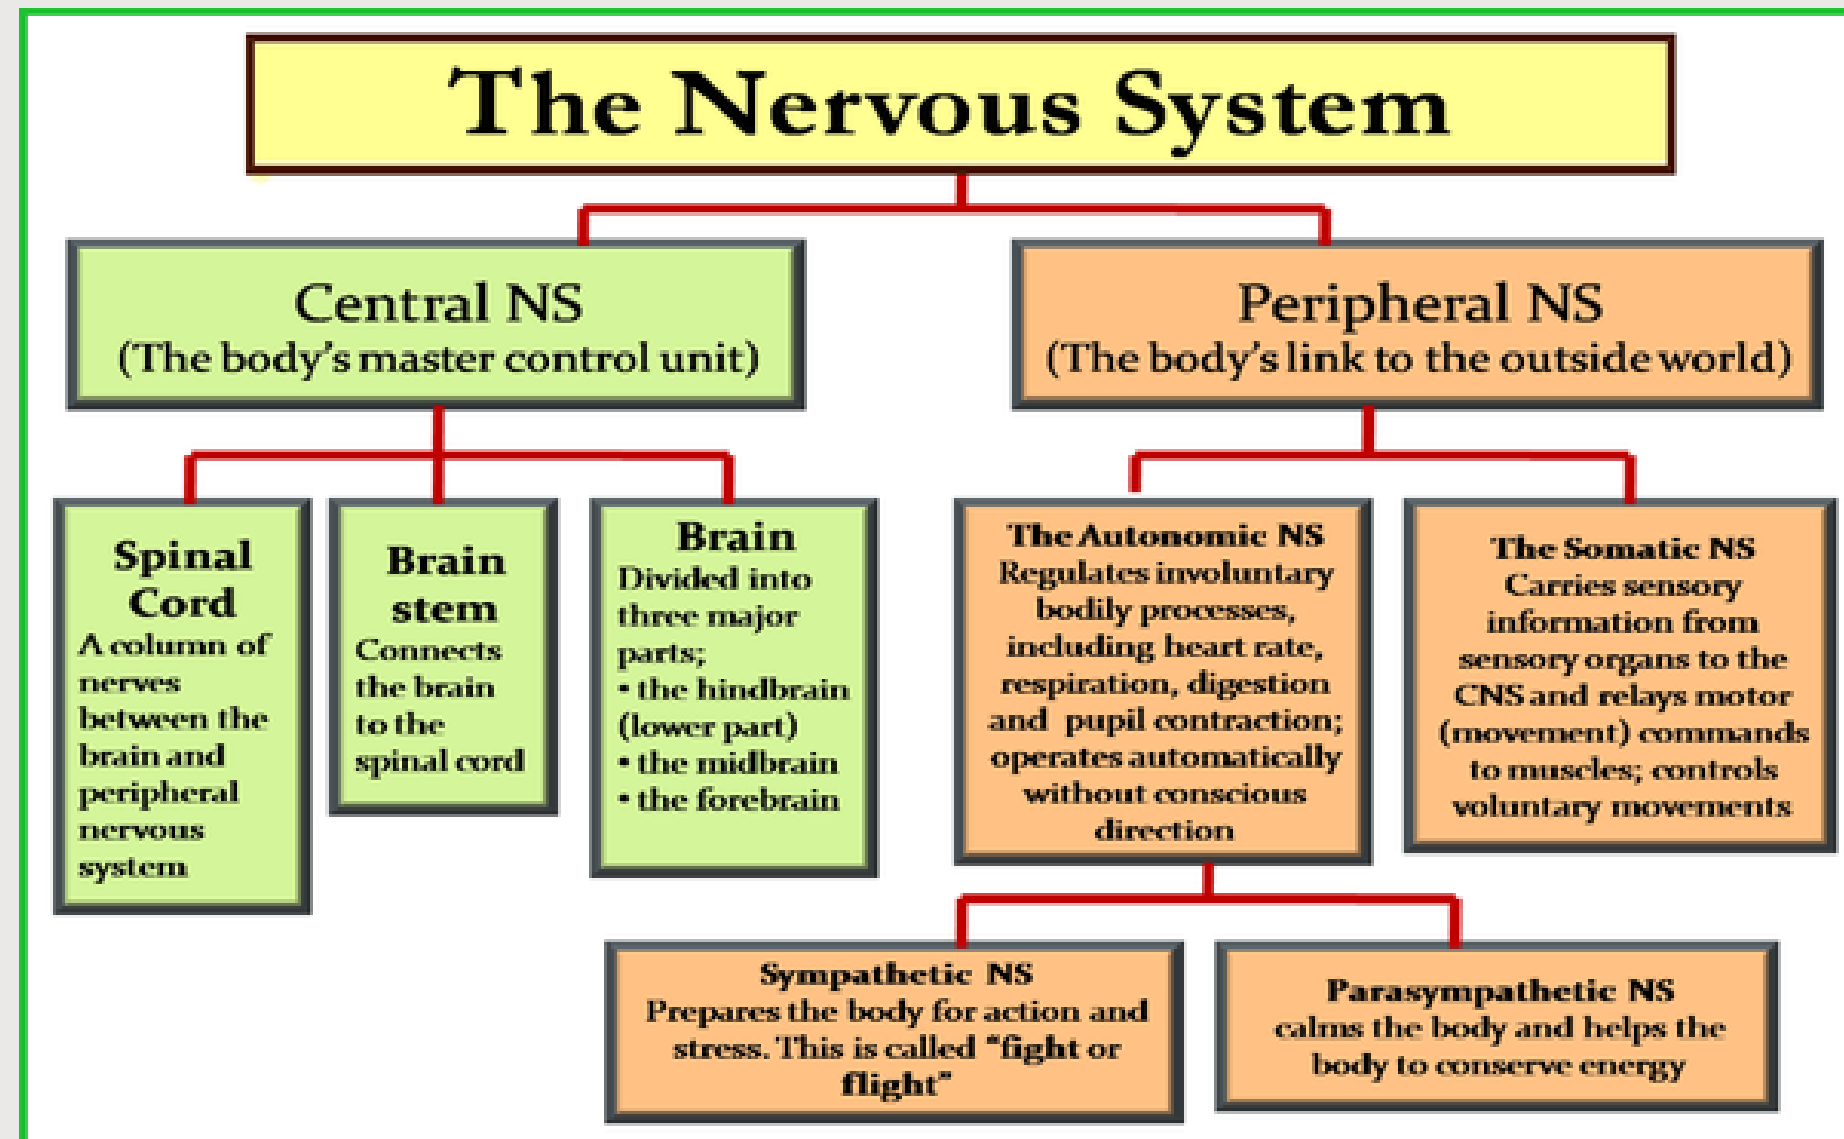 The Nervous System
Central NS
(The body's master control unit)
Peripheral NS
(The body's link to the outside world)
Spinal
Cord
A column of
nerves
between the
brain and
peripheral
nervous
system
Brain
stem
Connects
the brain
to the
spinal cord
Brain
Divided into
three major
parts;
• the hindbrain
(lower part)
• the midbrain
• the forebrain
The Autonomic NS
Regulates involuntary
bodily processes,
including heart rate,
respiration, digestion
and pupil contraction;
operates automatically
without conscious
direction
The Somatic NS
Carries sensory
information from
sensory organs to the
CNS and relays motor
(movement) commands
to muscles; controls
voluntary movements
Sympathetic NS
Prepares the body for action and
stress. This is called "fight or
flight"
Parasympathetic NS
calms the body and helps the
body to conserve energy